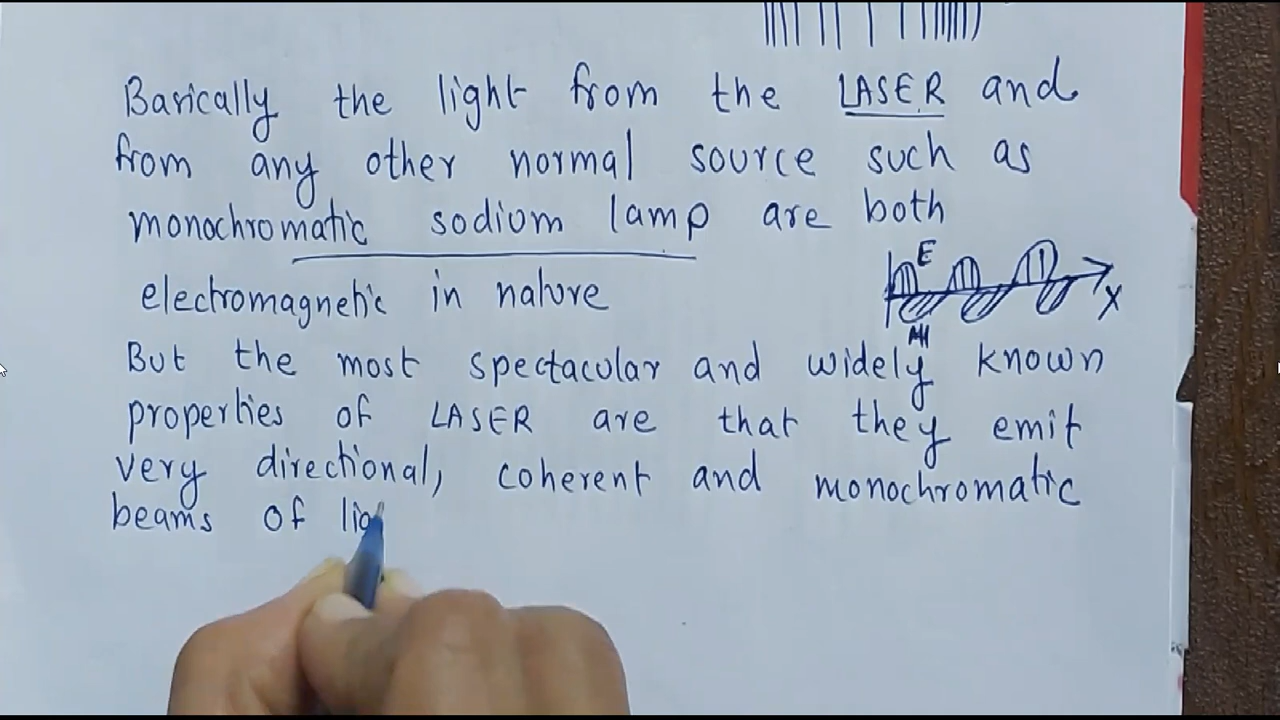 Basically the light from the LASER and
from any other normal source such as
monochromatic sodium lamp are both
E
electromagnetic in nature
X
But the most spectacular and widely known
properties of LASER are that they emit
very directional, coherent and monochromatic
beams of lig